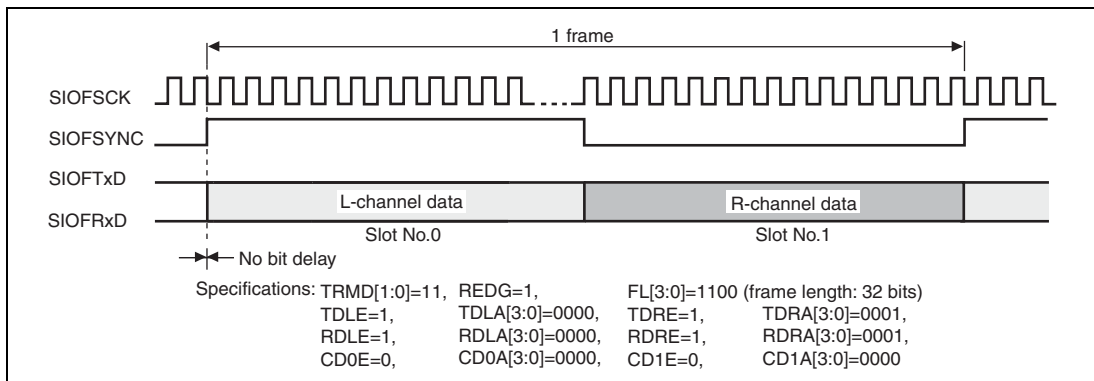 1 frame
SIOFSCK
SIOFSYNC
SIOFTxD
L-channel data
R-channel data
SIOFRxD
Slot No.0
Slot No.1
No bit delay
Specifications: TRMD[1:0]=11, REDG=1, FL[3:0]=1100 (frame length: 32 bits)
TDLE=1, TDLA[3:0]=0000, TDRE=1, TDRA[3:0]=0001,
RDLE=1, RDLA[3:0]=0000, RDRE=1, RDRA[3:0]=0001,
CD0E=0, CD0A[3:0]=0000, CD1E=0, CD1A[3:0]=0000